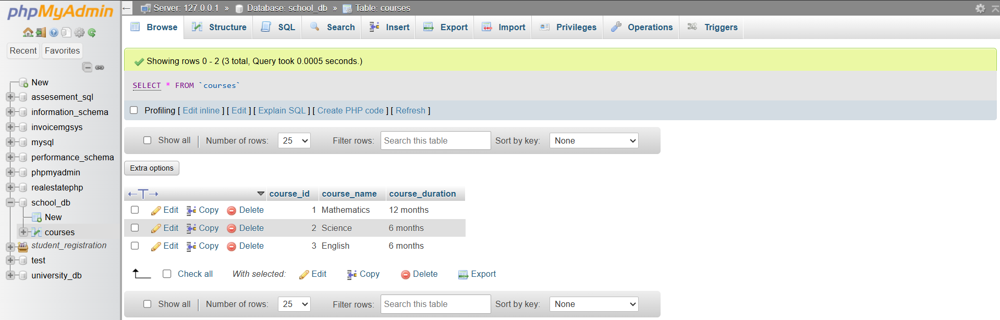 phpMyAdmin
Recent Favorites
New
assesement_sql
information_schema
invoicemgsys
mysql
performance_schema
phpmyadmin
realestatephp
school_db
New
courses
student_registration
test
university_db
Server: 127.0.0.1 » Database: school_db » Table: courses
Browse Structure SQL Search Insert Export Import Privileges Operations Triggers
Showing rows 0 - 2 (3 total, Query took 0.0005 seconds.)
SELECT * FROM `courses`
Profiling [ Edit inline ] [ Edit ] [ Explain SQL ] [ Create PHP code ] [ Refresh ]
Show all | Number of rows: 25 Filter rows: Search this table Sort by key: None
Extra options
←T→ course_id course_name course_duration
Edit Copy Delete 1 Mathematics 12 months
Edit Copy Delete 2 Science 6 months
Edit Copy Delete 3 English 6 months
Check all With selected: Edit Copy Delete Export
Show all | Number of rows: 25 Filter rows: Search this table Sort by key: None